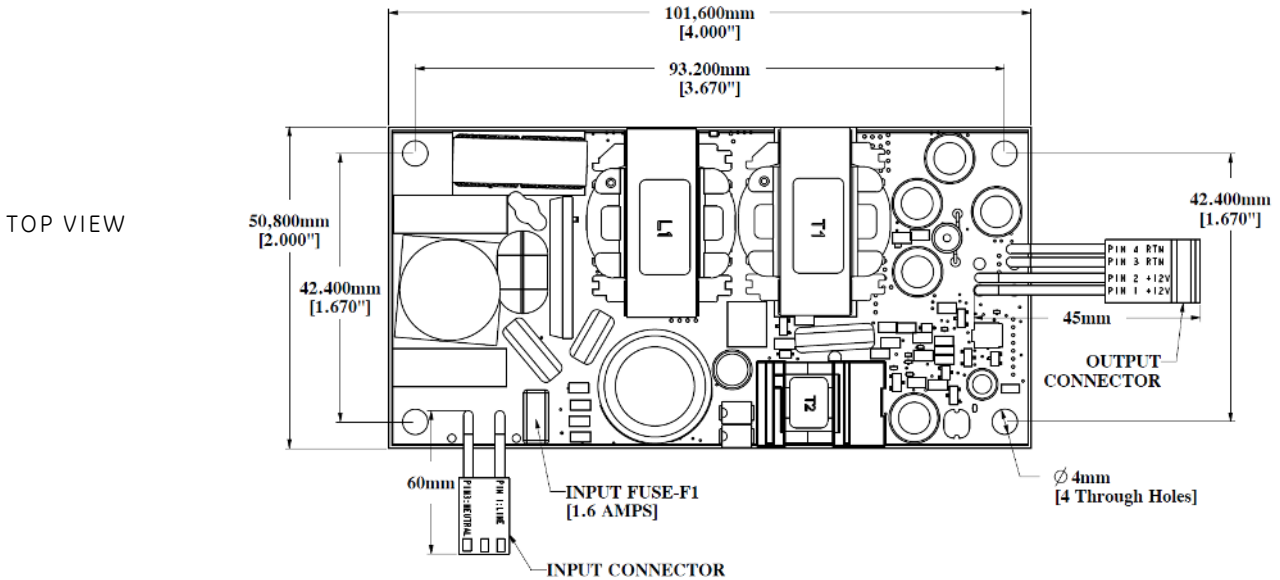 101,600mm
[4.000"]
93.200mm
[3.670"]
TOP VIEW
50,800mm
[2.000"]
42.400mm
[1.670"]
42.400mm
[1.670"]
L1
T1
PIN 4 RTN
PIN 3 RTN
PIN 2 +12V
PIN 1 +12V
45mm
OUTPUT
CONNECTOR
T2
60mm
PIN3:NEUTRAL
PIN 1:LINE
INPUT FUSE-F1
[1.6 AMPS]
Ø 4mm
[4 Through Holes]
INPUT CONNECTOR